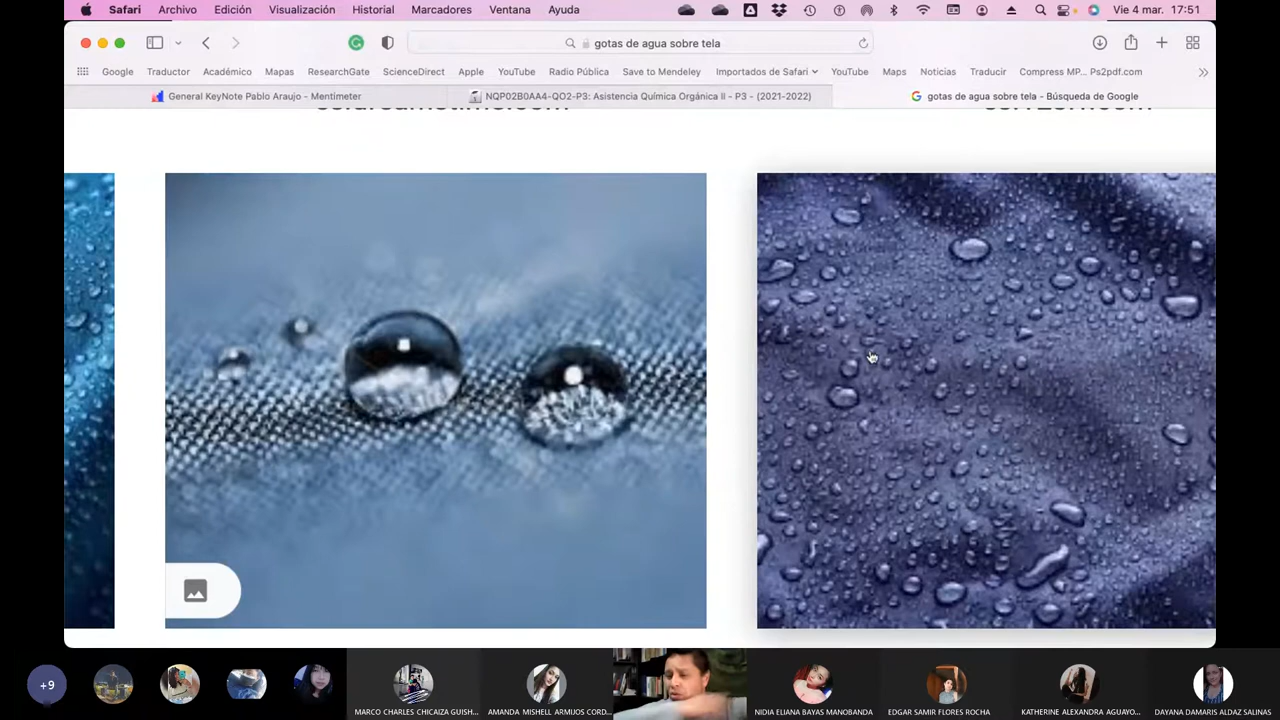 Safari Archivo Edición Visualización Historial Marcadores Ventana Ayuda Vie 4 mar. 17:51
gotas de agua sobre tela
Google Traductor Académico Mapas ResearchGate ScienceDirect Apple YouTube Radio Pública Save to Mendeley Importados de Safari YouTube Maps Noticias Traducir Compress MP... Ps2pdf.com
General KeyNote Pablo Araujo - Mentimeter NQP02B0AA4-QO2-P3: Asistencia Química Orgánica II - P3 - (2021-2022) gotas de agua sobre tela - Búsqueda de Google
+9
MARCO CHARLES CHICAIZA GUISH... AMANDA MISHELL ARMIJOS CORD... NIDIA ELIANA BAYAS MANOBANDA EDGAR SAMIR FLORES ROCHA KATHERINE ALEXANDRA AGUAYO... DAYANA DAMARIS ALDAZ SALINAS